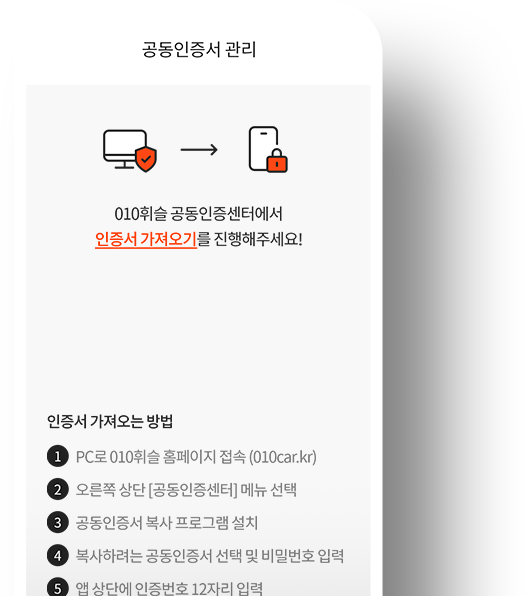 공동인증서 관리
010휘슬 공동인증센터에서
인증서 가져오기를 진행해주세요!
인증서 가져오는 방법
1 PC로 010휘슬 홈페이지 접속 (010car.kr)
2 오른쪽 상단 [공동인증센터] 메뉴 선택
3 공동인증서 복사 프로그램 설치
4 복사하려는 공동인증서 선택 및 비밀번호 입력
5 앱 상단에 인증번호 12자리 입력